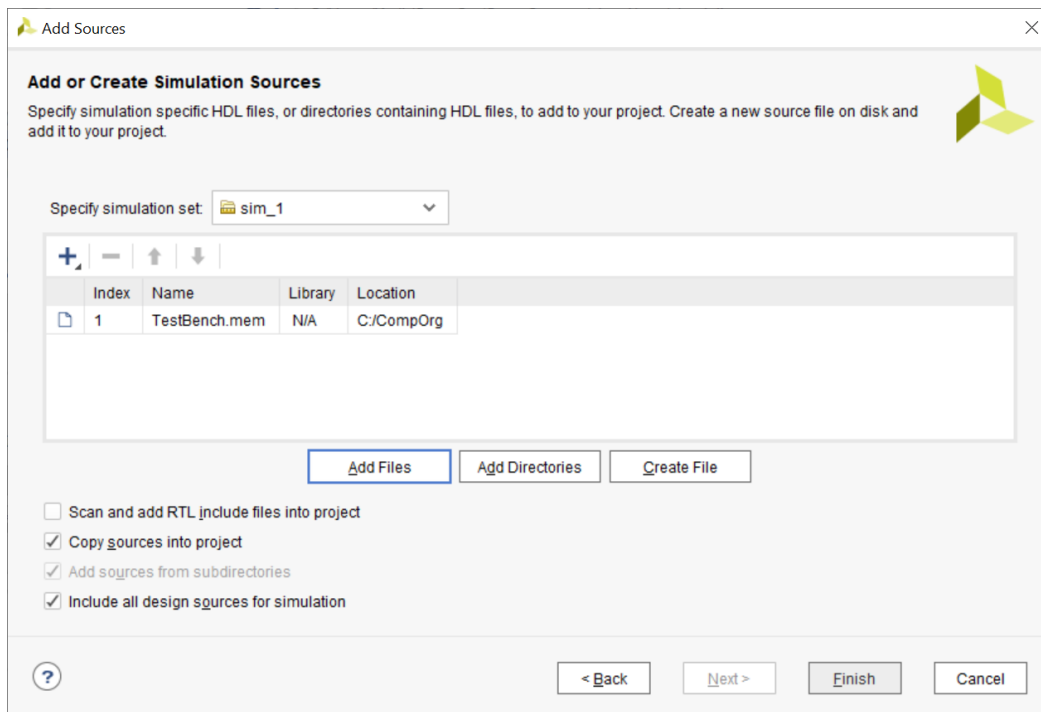 Add Sources
Add or Create Simulation Sources
Specify simulation specific HDL files, or directories containing HDL files, to add to your project. Create a new source file on disk and
add it to your project.
Specify simulation set: sim_1
Index Name Library Location
1 TestBench.mem N/A C:/CompOrg
Add Files Add Directories Create File
Scan and add RTL include files into project
Copy sources into project
Add sources from subdirectories
Include all design sources for simulation
? < Back Next > Finish Cancel